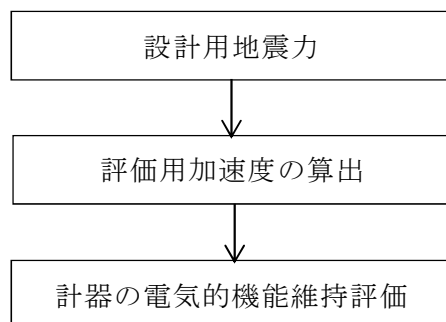 設計用地震力
評価用加速度の算出
計器の電気的機能維持評価